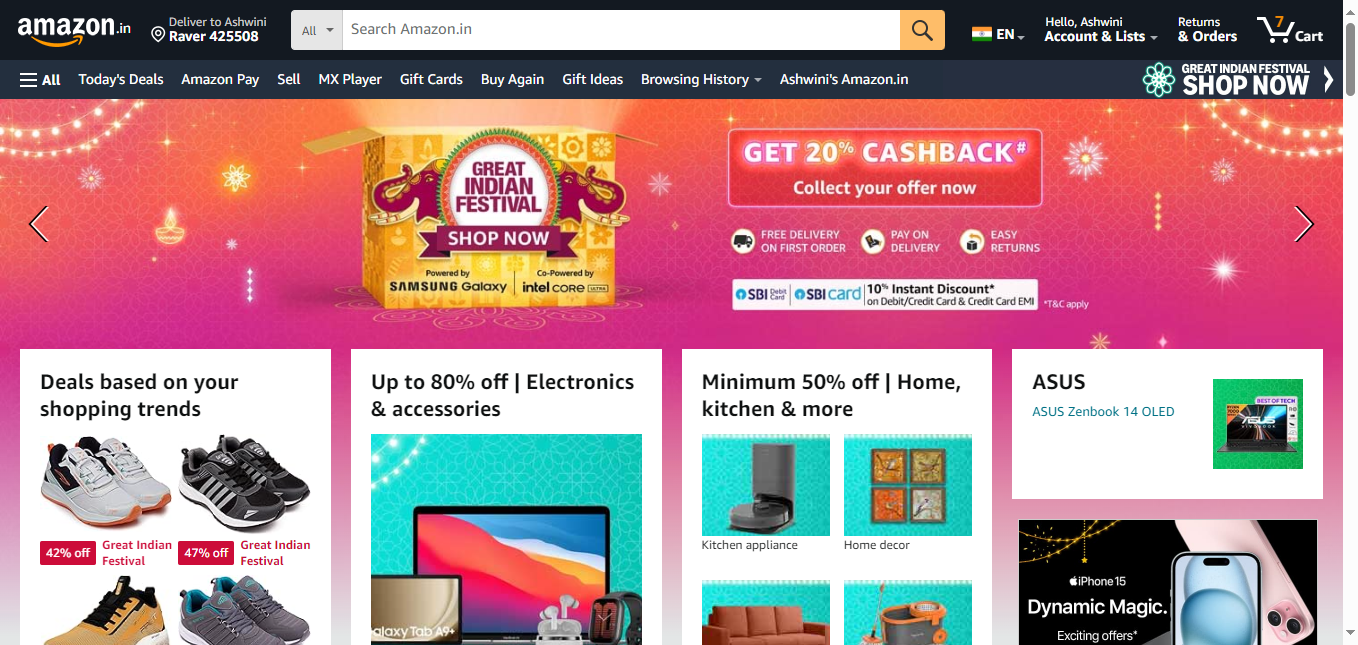 amazon.in
Deliver to Ashwini
Raver 425508
All
Search Amazon.in
EN
Hello, Ashwini
Account & Lists
Returns
& Orders
7
Cart
All
Today's Deals
Amazon Pay
Sell
MX Player
Gift Cards
Buy Again
Gift Ideas
Browsing History
Ashwini's Amazon.in
GREAT INDIAN FESTIVAL
SHOP NOW
GREAT
INDIAN
FESTIVAL
SHOP NOW
Powered by
SAMSUNG Galaxy
Co-Powered by
intel CORE ULTRA
GET 20% CASHBACK#
Collect your offer now
FREE DELIVERY
ON FIRST ORDER
PAY ON
DELIVERY
EASY
RETURNS
SBI Debit Card
SBI card
10% Instant Discount*
on Debit/Credit Card & Credit Card EMI
*T&C apply
Deals based on your
shopping trends
42% off
Great Indian
Festival
47% off
Great Indian
Festival
Up to 80% off | Electronics
& accessories
alaxy Tab A9+
Minimum 50% off | Home,
kitchen & more
Kitchen appliance
Home decor
ASUS
ASUS Zenbook 14 OLED
BEST OF TECH
ASUS
VIVOBOOK
iPhone 15
Dynamic Magic.
Exciting offers*